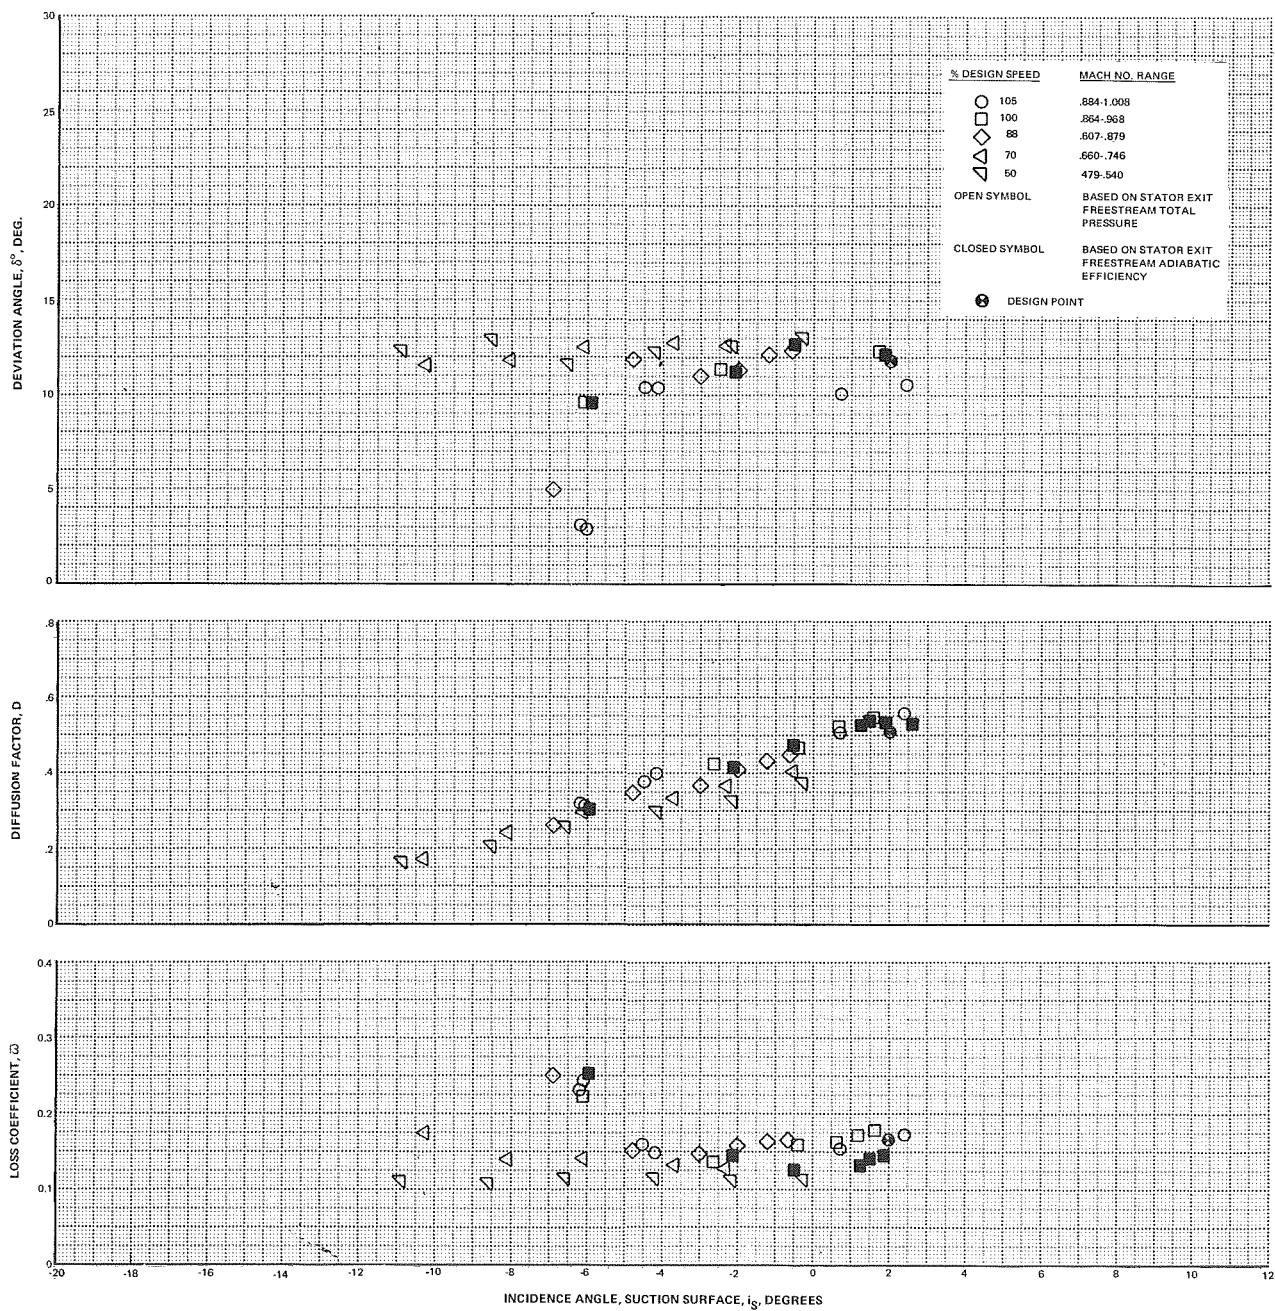 30
25
20
15
10
5
0
DEVIATION ANGLE, δ°, DEG.
% DESIGN SPEED MACH NO. RANGE
105 .884-1.008
100 .864-.968
88 .607-.879
70 .660-.746
50 479-.540
OPEN SYMBOL BASED ON STATOR EXIT
FREESTREAM TOTAL
PRESSURE
CLOSED SYMBOL BASED ON STATOR EXIT
FREESTREAM ADIABATIC
EFFICIENCY
DESIGN POINT
.8
.6
.4
.2
0
DIFFUSION FACTOR, D
0.4
0.3
0.2
0.1
0
LOSS COEFFICIENT, ω̄
-20 -18 -16 -14 -12 -10 -8 -6 -4 -2 0 2 4 6 8 10 12
INCIDENCE ANGLE, SUCTION SURFACE, iS, DEGREES